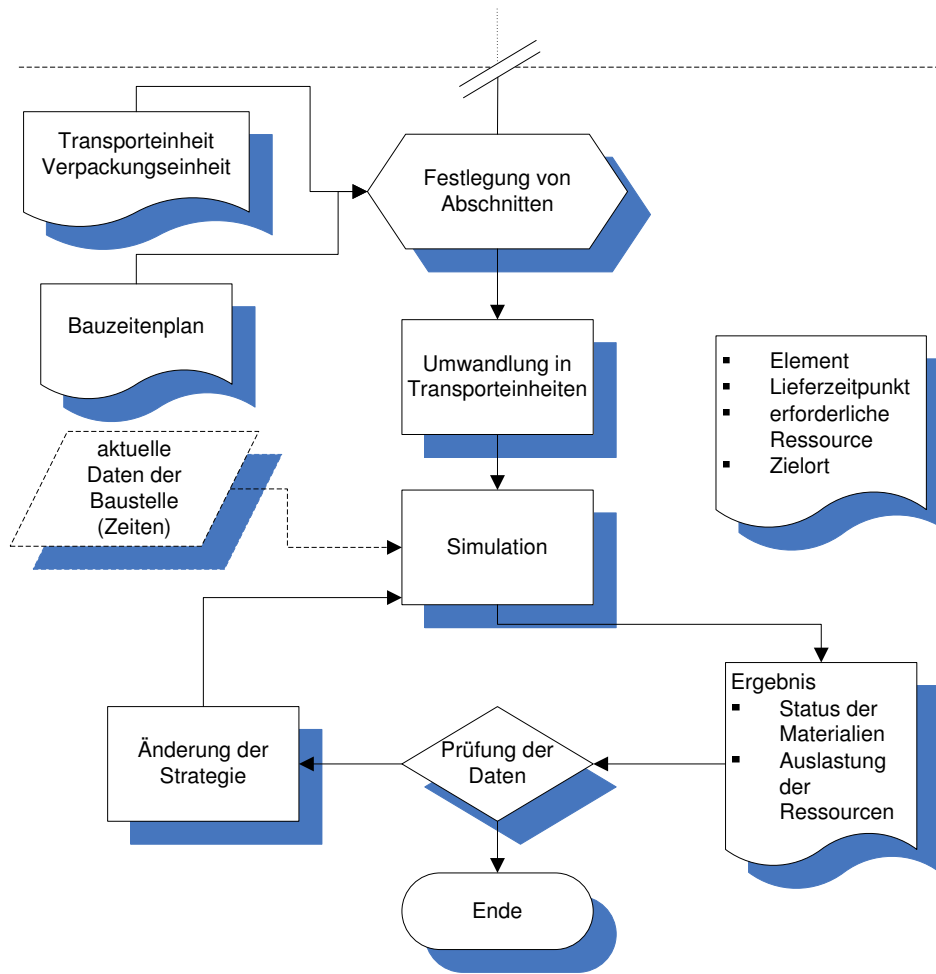 Transporteinheit
Verpackungseinheit
Festlegung von
Abschnitten
Bauzeitenplan
Umwandlung in
Transporteinheiten
▪ Element
▪ Lieferzeitpunkt
▪ erforderliche
Ressource
▪ Zielort
aktuelle
Daten der
Baustelle
(Zeiten)
Simulation
Ergebnis
▪ Status der
Materialien
▪ Auslastung
der
Ressourcen
Änderung der
Strategie
Prüfung der
Daten
Ende